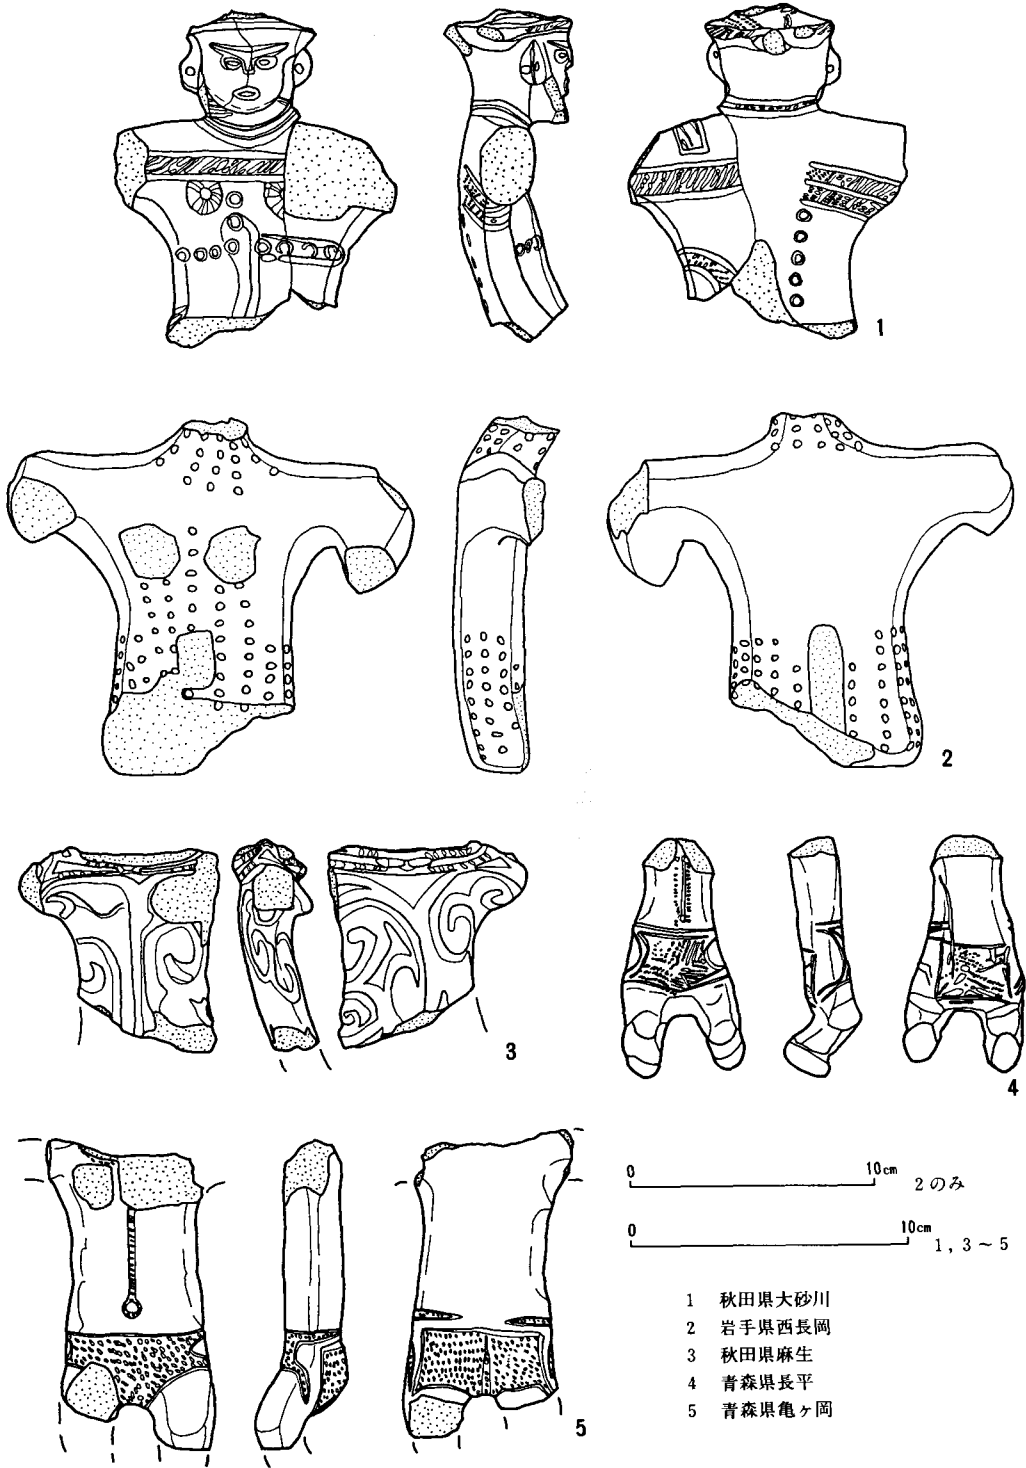 1
2
3
4
5
0 10cm 2のみ
0 10cm 1,3～5
1 秋田県大砂川
2 岩手県西長岡
3 秋田県麻生
4 青森県長平
5 青森県亀ヶ岡